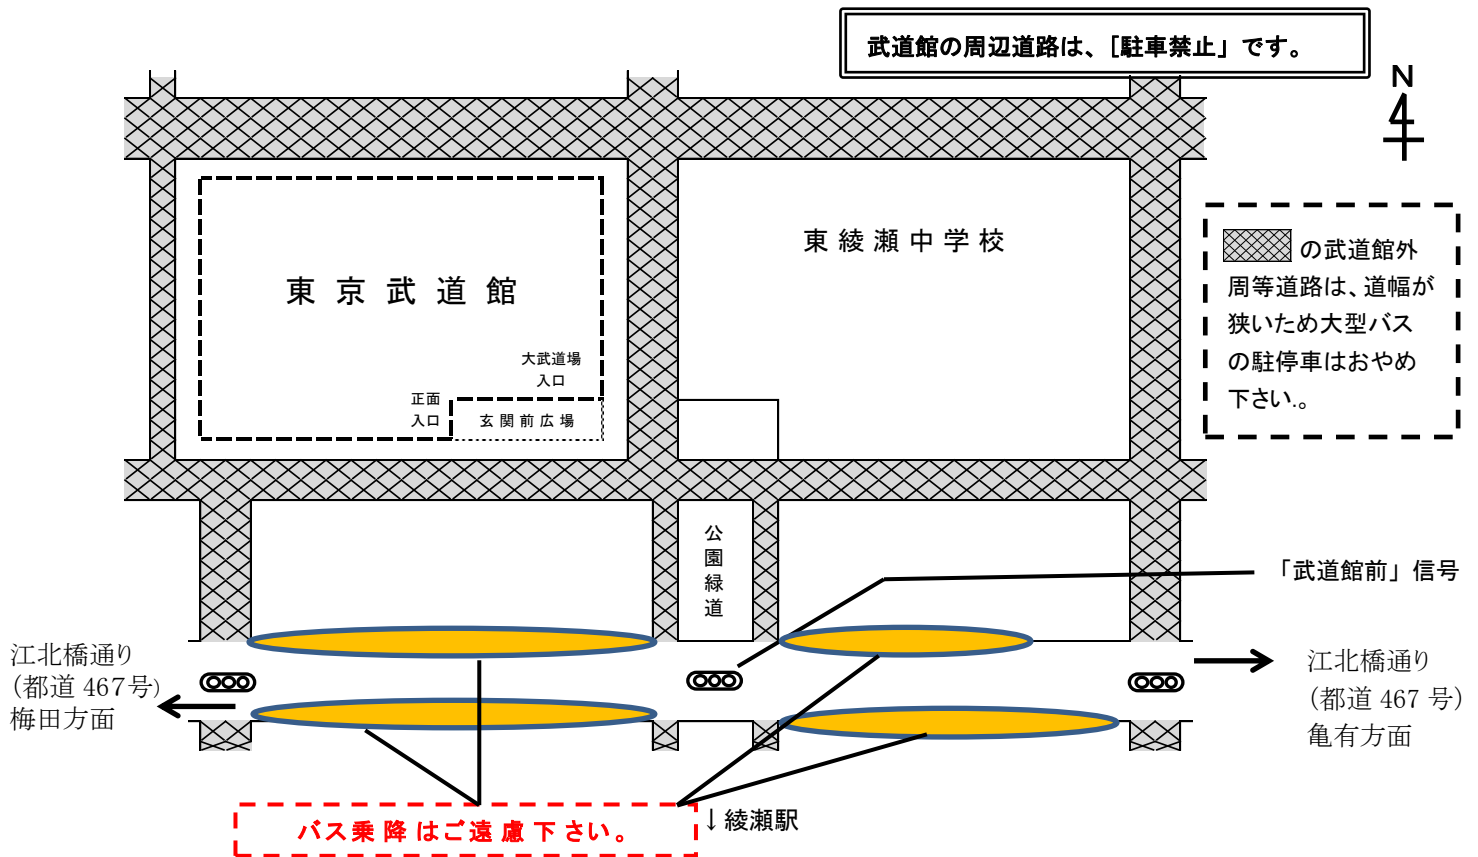 武道館の周辺道路は、［駐車禁止」です。
N
東綾瀬中学校
東京武道館
の武道館外
周等道路は、道幅が
狭いため大型バス
の駐停車はおやめ
下さい.。
大武道場
入口
正面
入口
玄関前広場
公園緑道
「武道館前」信号
江北橋通り
（都道 467号）
梅田方面
江北橋通り
（都道 467 号）
亀有方面
バス乗降はご遠慮下さい。
↓綾瀬駅